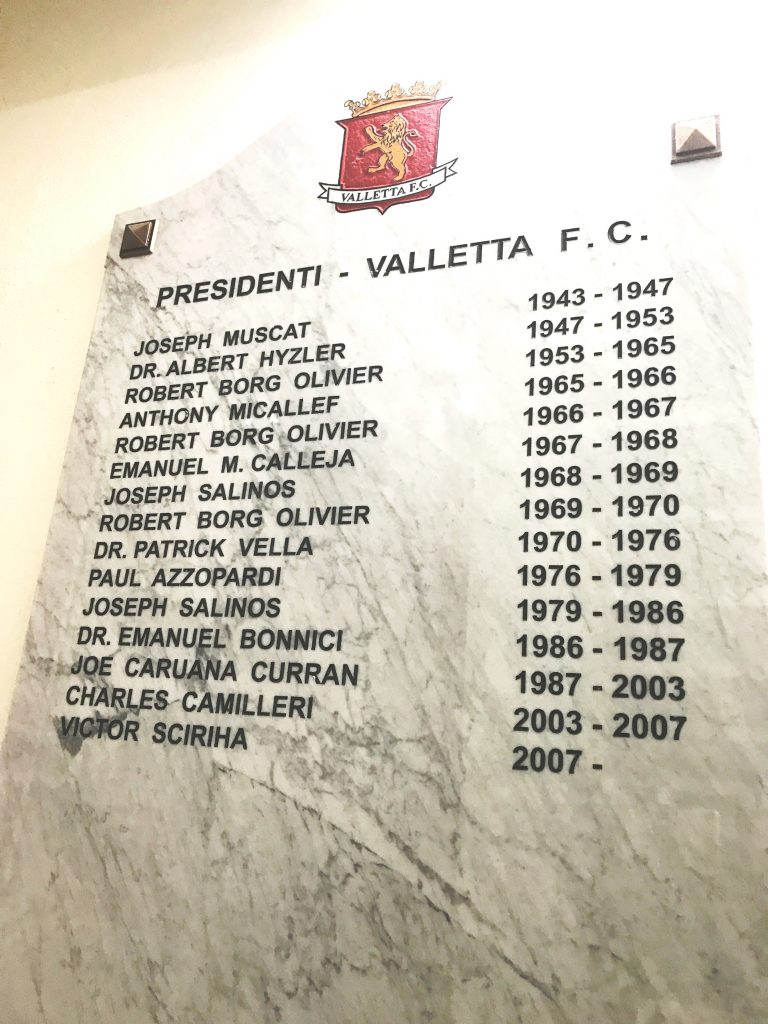 VALLETTA F.C.
PRESIDENTI - VALLETTA F.C.
JOSEPH MUSCAT 1943 - 1947
DR. ALBERT HYZLER 1947 - 1953
ROBERT BORG OLIVIER 1953 - 1965
ANTHONY MICALLEF 1965 - 1966
ROBERT BORG OLIVIER 1966 - 1967
EMANUEL M. CALLEJA 1967 - 1968
JOSEPH SALINOS 1968 - 1969
ROBERT BORG OLIVIER 1969 - 1970
DR. PATRICK VELLA 1970 - 1976
PAUL AZZOPARDI 1976 - 1979
JOSEPH SALINOS 1979 - 1986
DR. EMANUEL BONNICI 1986 - 1987
JOE CARUANA CURRAN 1987 - 2003
CHARLES CAMILLERI 2003 - 2007
VICTOR SCIRIHA 2007 -